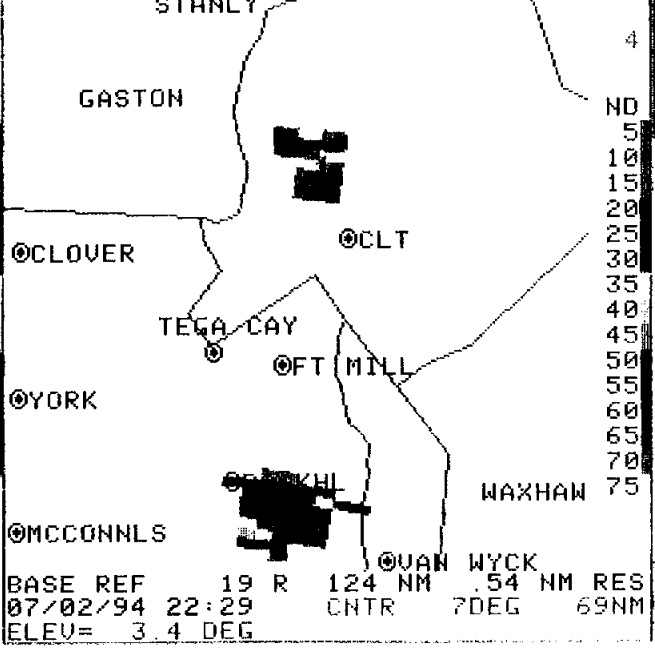 STANLY
4
GASTON
ND
5
10
15
20
25
30
35
40
45
50
55
60
65
70
75
CLT
CLOVER
TEGA CAY
FT MILL
YORK
WAXHAW
MCCONNLS
VAN WYCK
BASE REF 19 R 124 NM .54 NM RES
07/02/94 22:29 CNTR 7DEG 69NM
ELEV= 3.4 DEG